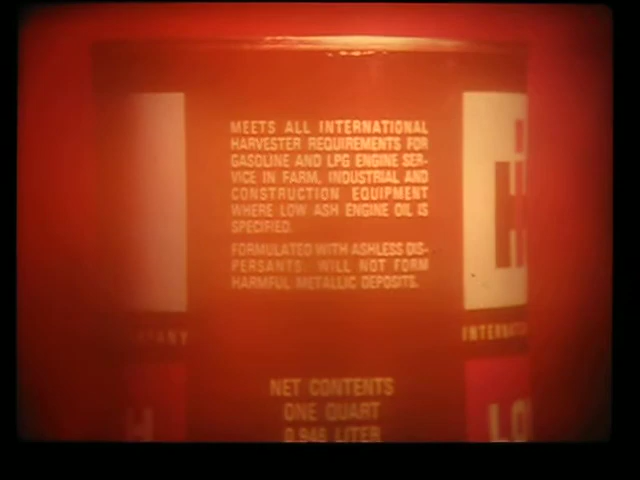 MEETS ALL INTERNATIONAL
HARVESTER REQUIREMENTS FOR
GASOLINE AND LPG ENGINE SER-
VICE IN FARM, INDUSTRIAL AND
CONSTRUCTION EQUIPMENT
WHERE LOW ASH ENGINE OIL IS
SPECIFIED.
FORMULATED WITH ASHLESS DIS-
PERSANTS. WILL NOT FORM
HARMFUL METALLIC DEPOSITS.
NET CONTENTS
ONE QUART
0.946 LITER